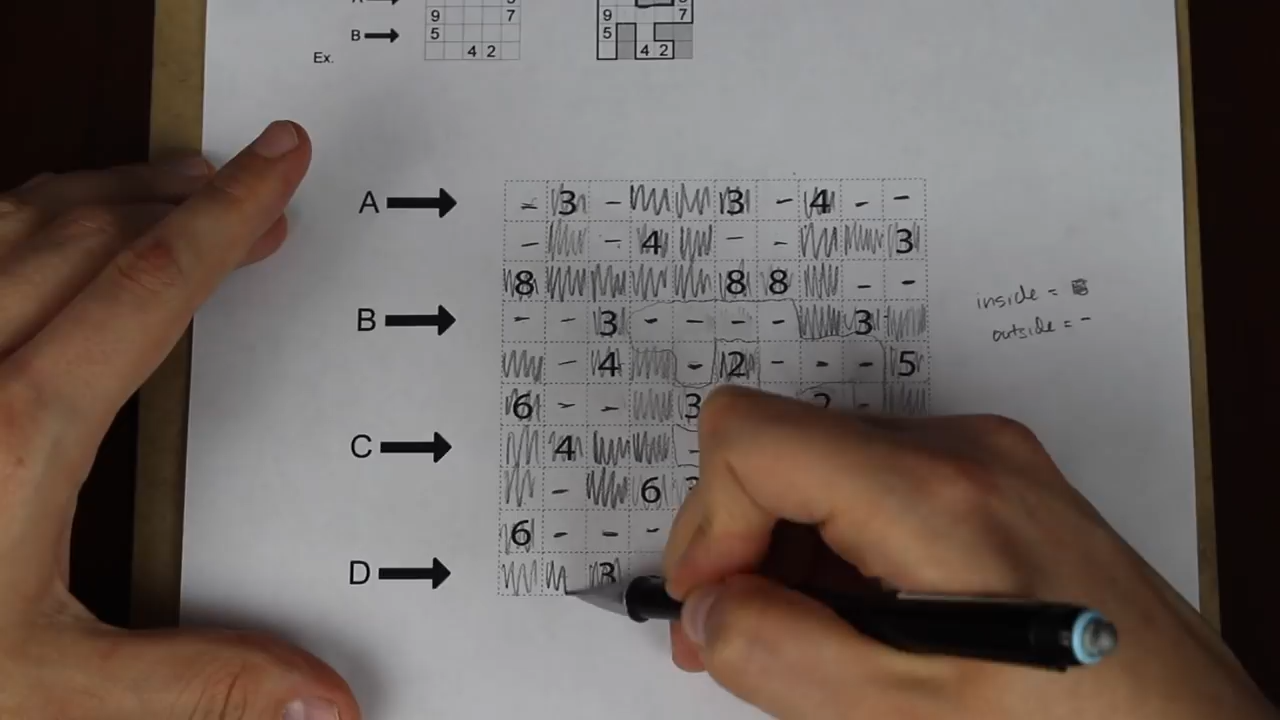 9 7 9 7
B 5 5
Ex. 4 2 4 2
A - 3 - 3 - 4 - -
- - 4 - - 3
8 8 8 - -
inside =
B - - 3 - - - - 3
outside = -
- 4 - 2 - - - 5
6 - - 3 -
C 4 -
- 6
6 - - -
D 3